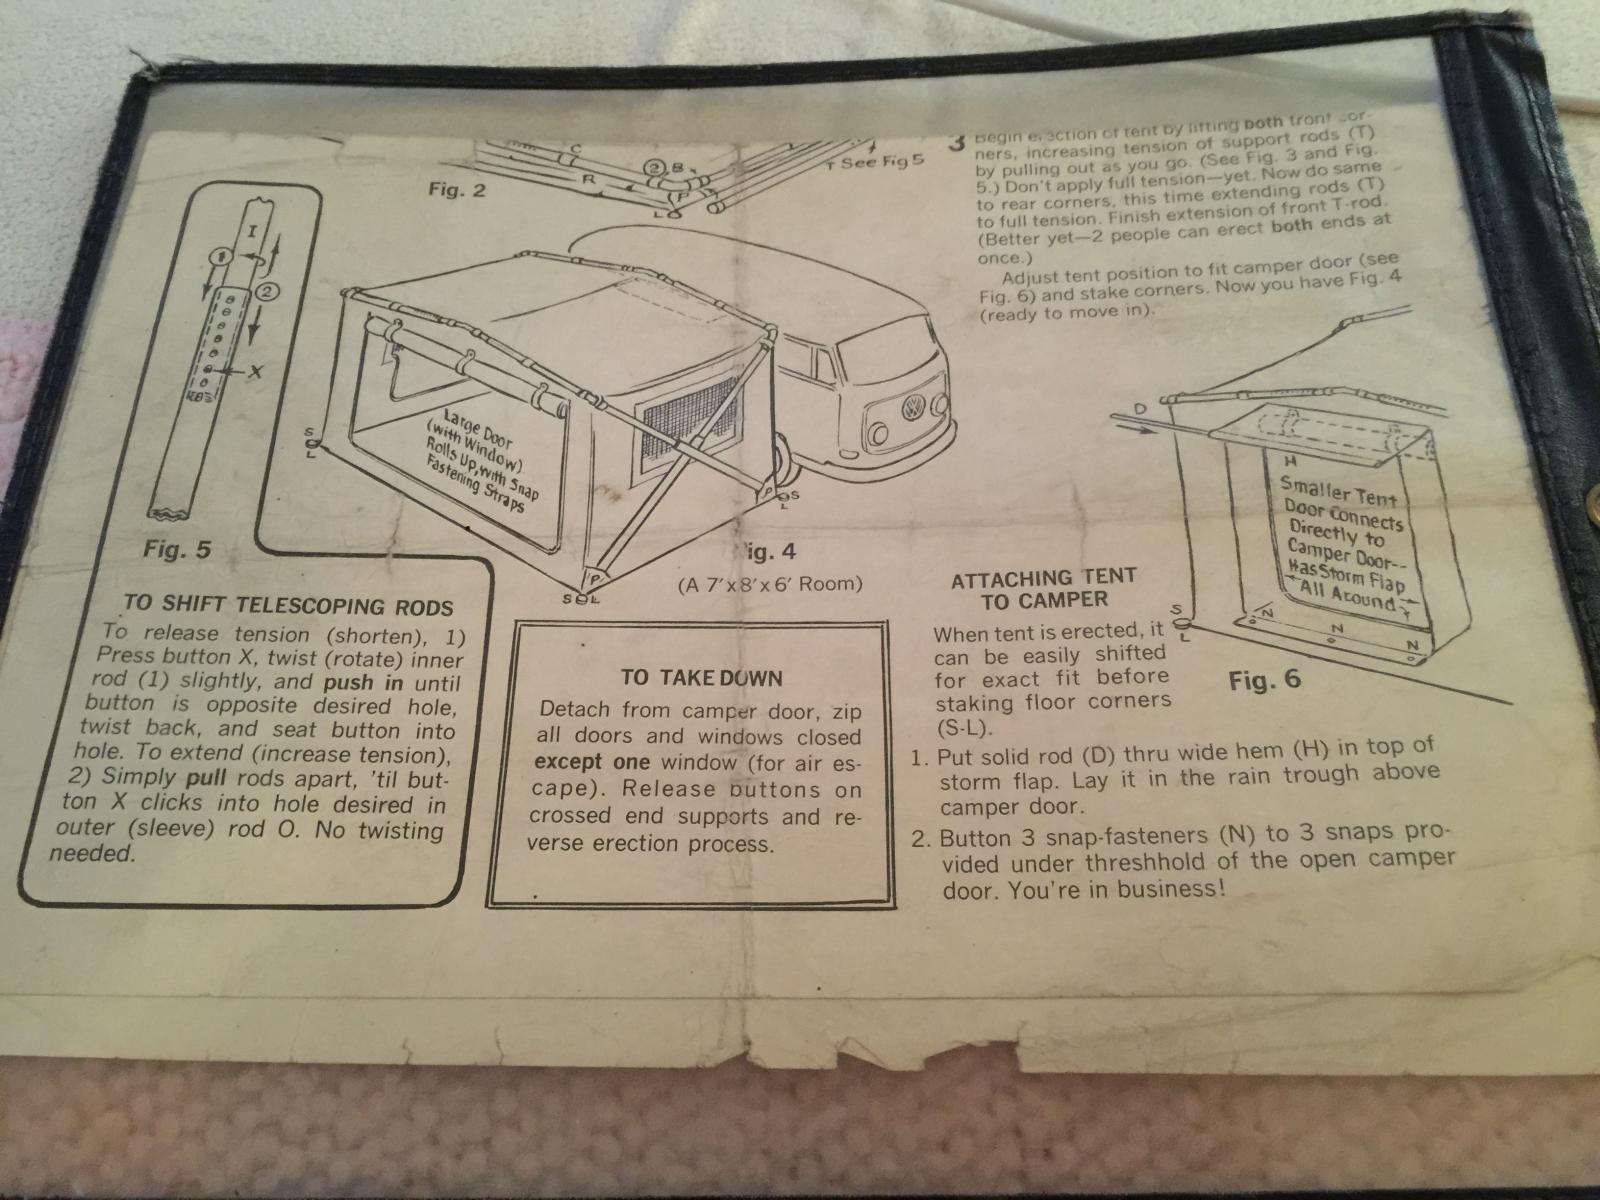 C
2
B
R
P
L
T See Fig 5
Fig. 2
3 Begin erection of tent by lifting both front cor-
ners, increasing tension of support rods (T)
by pulling out as you go. (See Fig. 3 and Fig.
5.) Don't apply full tension—yet. Now do same
to rear corners, this time extending rods (T)
to full tension. Finish extension of front T-rod.
(Better yet—2 people can erect both ends at
once.)
Adjust tent position to fit camper door (see
Fig. 6) and stake corners. Now you have Fig. 4
(ready to move in).
I
1
2
X
Fig. 5
TO SHIFT TELESCOPING RODS
To release tension (shorten), 1)
Press button X, twist (rotate) inner
rod (1) slightly, and push in until
button is opposite desired hole,
twist back, and seat button into
hole. To extend (increase tension),
2) Simply pull rods apart, 'til but-
ton X clicks into hole desired in
outer (sleeve) rod O. No twisting
needed.
Large Door
(with Window)
Rolls Up, with Snap
Fastening Straps
S
L
P
S
L
P
S L
ig. 4
(A 7'x8'x6' Room)
TO TAKE DOWN
Detach from camper door, zip
all doors and windows closed
except one window (for air es-
cape). Release buttons on
crossed end supports and re-
verse erection process.
D
H
Smaller Tent
Door Connects
Directly to
Camper Door--
Has Storm Flap
All Around
S
L
N
N
N
Fig. 6
ATTACHING TENT
TO CAMPER
When tent is erected, it
can be easily shifted
for exact fit before
staking floor corners
(S-L).
1. Put solid rod (D) thru wide hem (H) in top of
storm flap. Lay it in the rain trough above
camper door.
2. Button 3 snap-fasteners (N) to 3 snaps pro-
vided under threshhold of the open camper
door. You're in business!